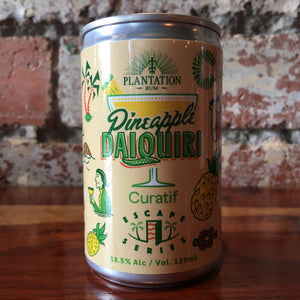 PLANTATION
RUM
Pineapple
DAIQUIRI
Curatif
ESCAPE
SERIES
18.5% Alc / Vol. 130mL